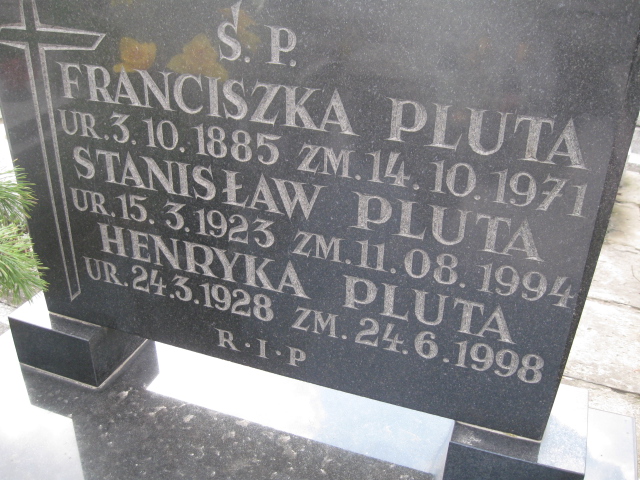 Ś. P.
FRANCISZKA PLUTA
UR. 3. 10. 1885 ZM. 14. 10. 1971
STANISŁAW PLUTA
UR. 15. 3. 1923 ZM. 11. 08. 1994
HENRYKA PLUTA
UR. 24. 3. 1928 ZM. 24. 6. 1998
R · I · P